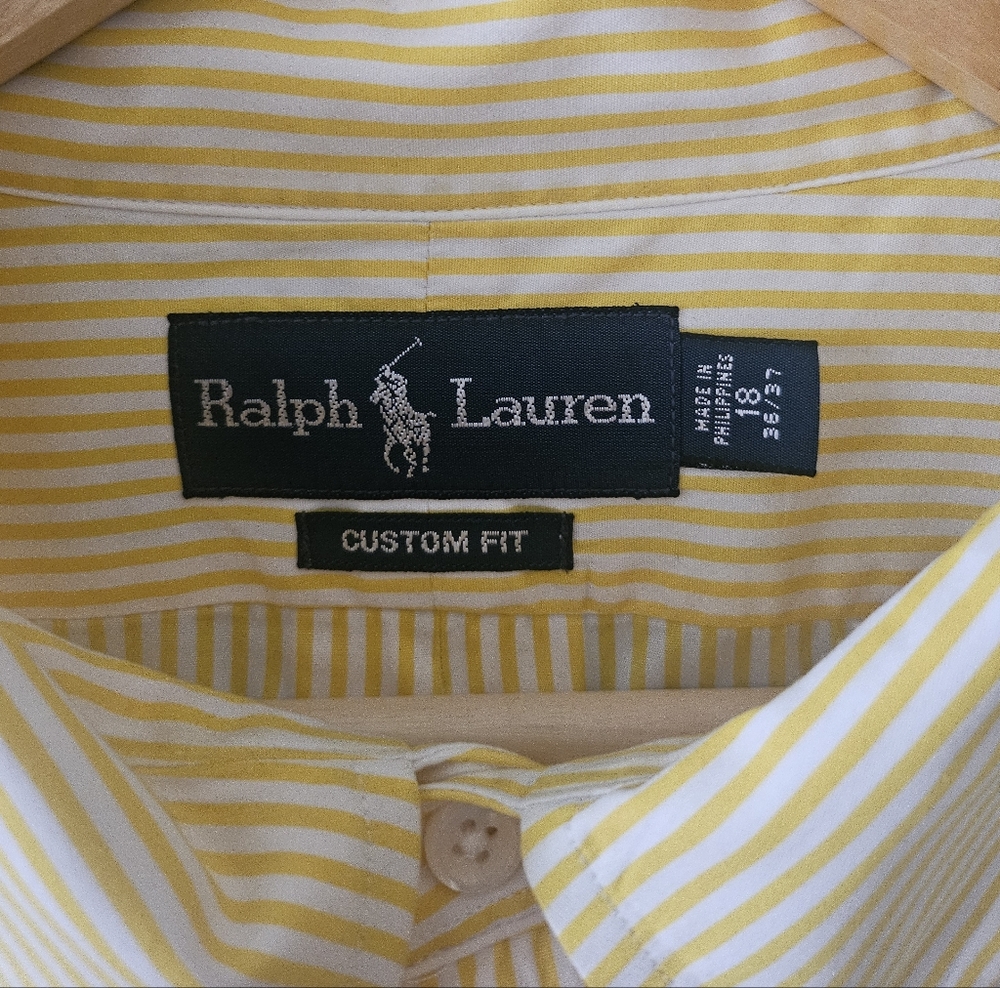 Ralph Lauren
MADE IN
PHILIPPINES
18
36/37
CUSTOM FIT